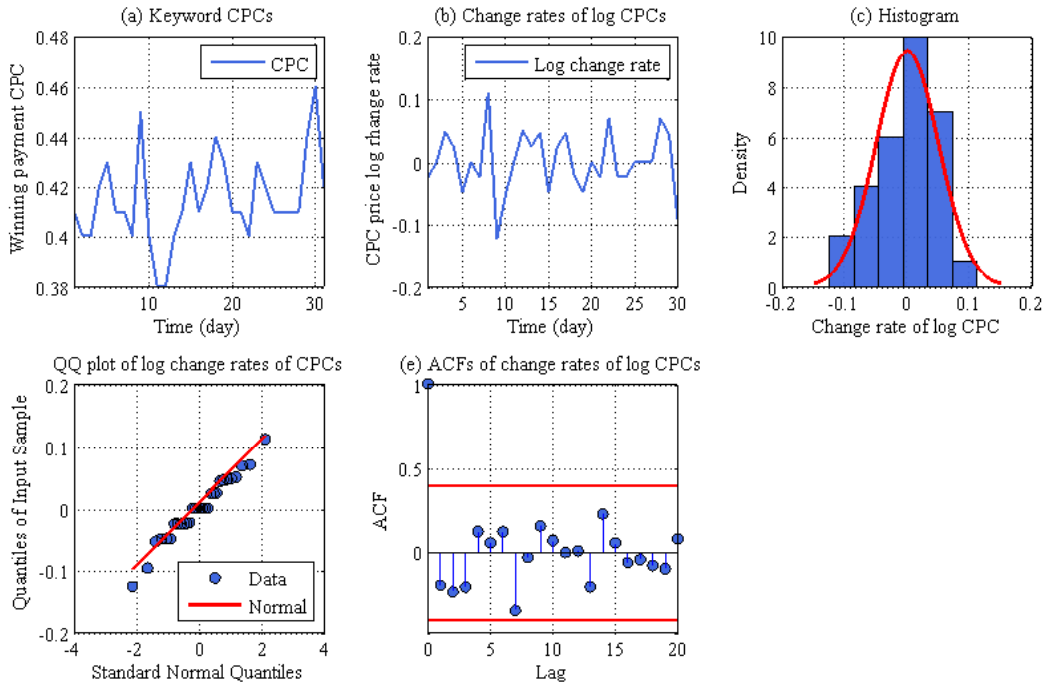 (a) Keyword CPCs
Winning payment CPC
0.48
0.46
0.44
0.42
0.4
0.38
10
20
30
CPC
Time (day)
(b) Change rates of log CPCs
CPC price log rhange rate
0.2
0.1
0
-0.1
-0.2
5
10
15
20
25
30
Log change rate
Time (day)
(c) Histogram
Density
10
8
6
4
2
0
-0.2
-0.1
0
0.1
0.2
Change rate of log CPC
QQ plot of log change rates of CPCs
Quantiles of Input Sample
0.2
0.1
0
-0.1
-0.2
-4
-2
0
2
4
Data
Normal
Standard Normal Quantiles
(e) ACFs of change rates of log CPCs
ACF
1
0.5
0
0
5
10
15
20
Lag